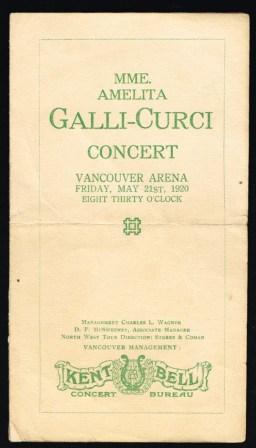 MME.
AMELITA
GALLI-CURCI
CONCERT
VANCOUVER ARENA
FRIDAY, MAY 21ST, 1920
EIGHT THIRTY O'CLOCK
MANAGEMENT CHARLES L. WAGNER
D. F. MCSWEENEY, ASSOCIATE MANAGER
NORTH WEST TOUR DIRECTION: STEERS & COMAN
VANCOUVER MANAGEMENT:
KENT BELL
CONCERT BUREAU